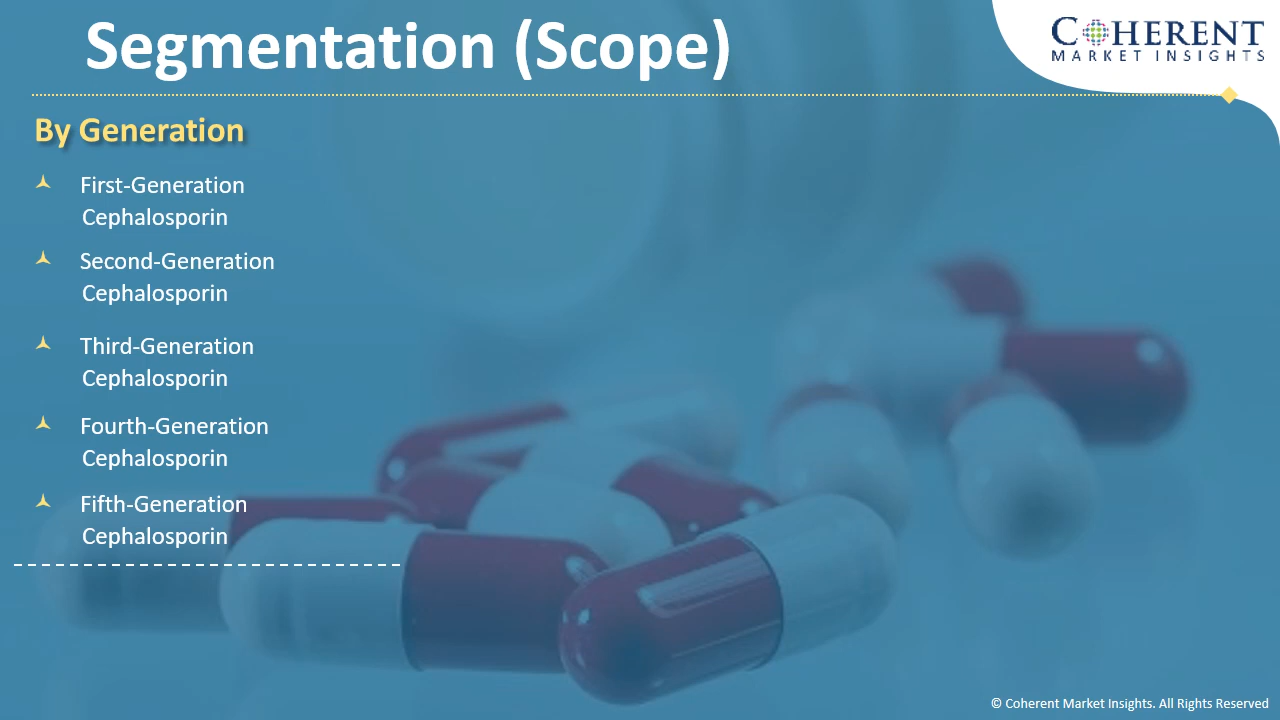 Segmentation (Scope)
COHERENT
MARKET INSIGHTS
By Generation
First-Generation
Cephalosporin
Second-Generation
Cephalosporin
Third-Generation
Cephalosporin
Fourth-Generation
Cephalosporin
Fifth-Generation
Cephalosporin
© Coherent Market Insights. All Rights Reserved